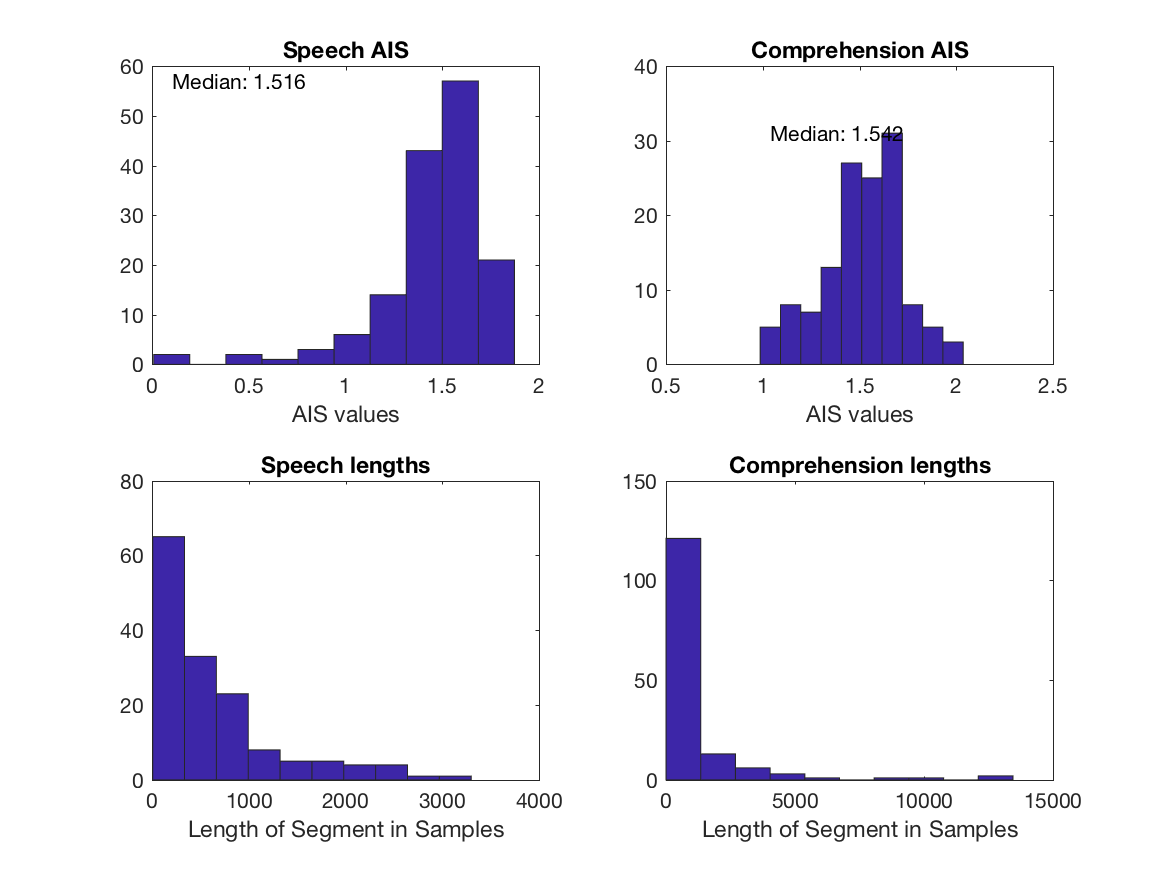 Speech AIS
Median: 1.516
60
50
40
30
20
10
0
0 0.5 1 1.5 2
AIS values
Comprehension AIS
Median: 1.542
40
30
20
10
0
0.5 1 1.5 2 2.5
AIS values
Speech lengths
80
60
40
20
0
0 1000 2000 3000 4000
Length of Segment in Samples
Comprehension lengths
150
100
50
0
0 5000 10000 15000
Length of Segment in Samples